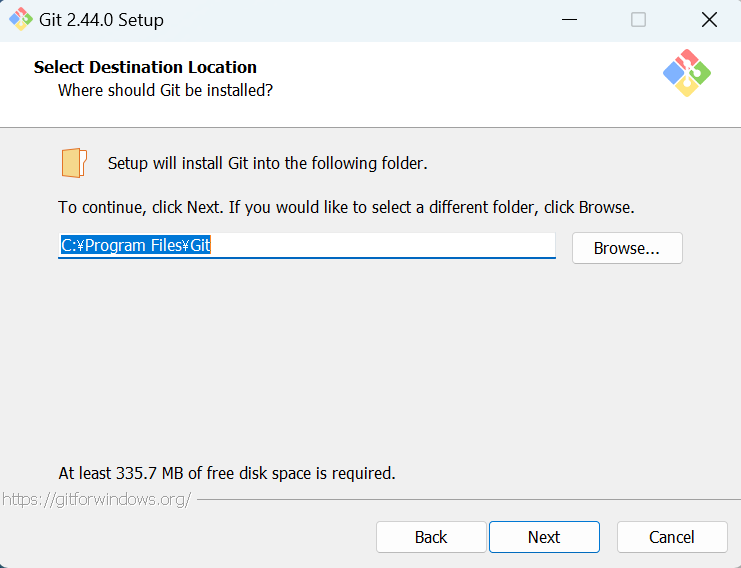 Git 2.44.0 Setup
Select Destination Location
Where should Git be installed?
Setup will install Git into the following folder.
To continue, click Next. If you would like to select a different folder, click Browse.
C:¥Program Files¥Git
Browse...
At least 335.7 MB of free disk space is required.
https://gitforwindows.org/
Back
Next
Cancel